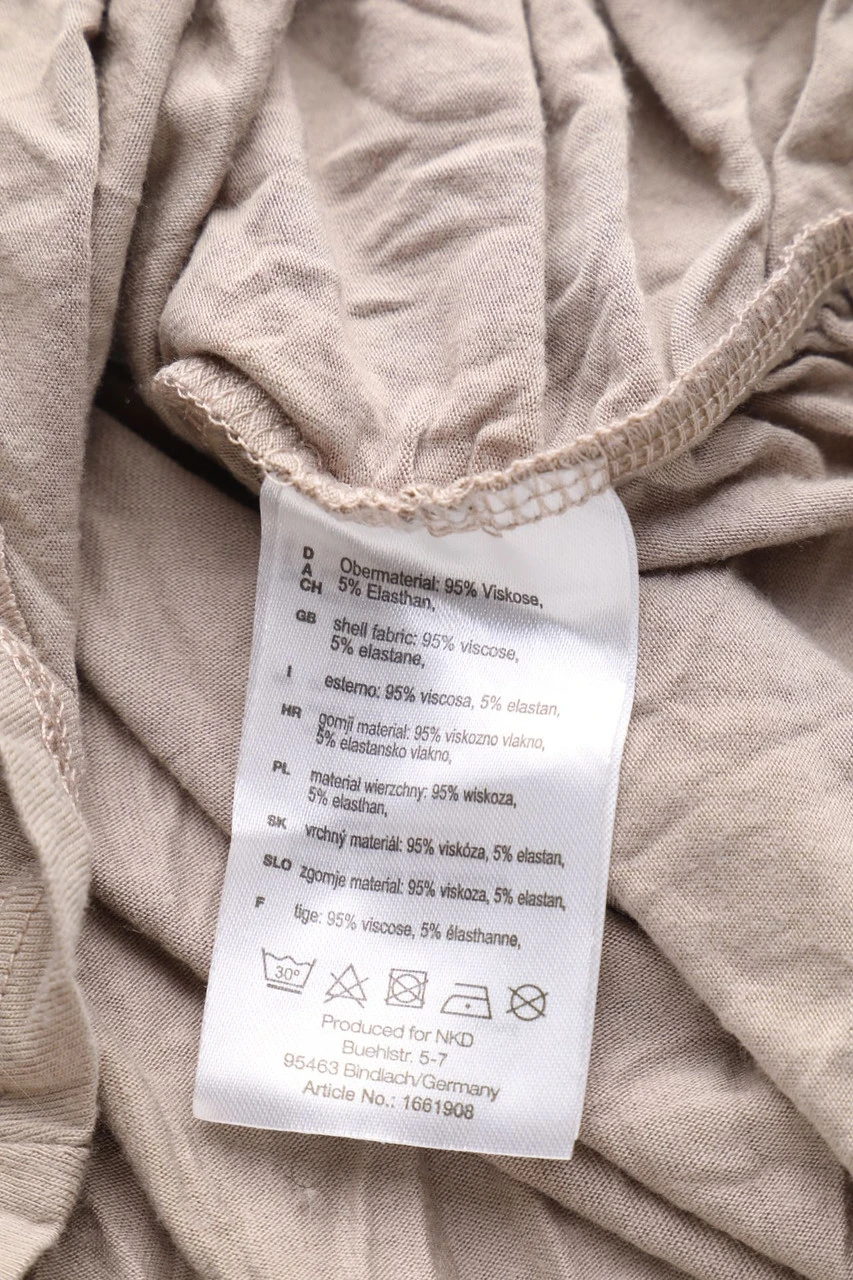 D
A
CH
Obermaterial: 95% Viskose,
5% Elasthan,
GB shell fabric: 95% viscose,
5% elastane,
I esterno: 95% viscosa, 5% elastan,
HR gornji material: 95% viskozno vlakno,
5% elastansko vlakno,
PL materiał wierzchny: 95% wiskoza,
5% elasthan,
SK vrchný materiál: 95% viskóza, 5% elastan,
SLO zgornje material: 95% viskoza, 5% elastan,
F tige: 95% viscose, 5% élasthanne,
30°
Produced for NKD
Buehlstr. 5-7
95463 Bindlach/Germany
Article No.: 1661908